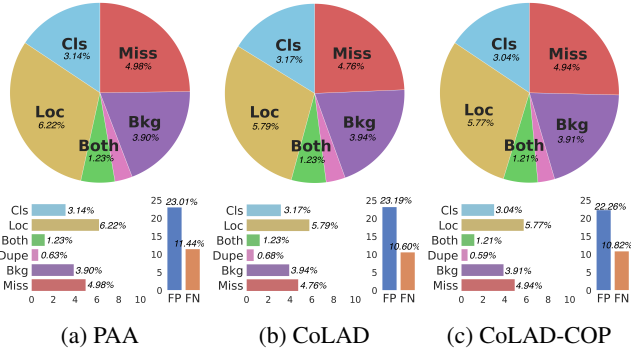 Cls
3.14%
Miss
4.98%
Loc
6.22%
Bkg
3.90%
Both
1.23%
Cls
3.17%
Miss
4.76%
Loc
5.79%
Bkg
3.94%
Both
1.23%
Cls
3.04%
Miss
4.94%
Loc
5.77%
Bkg
3.91%
Both
1.21%
Cls 3.14%
Loc 6.22%
Both 1.23%
Dupe 0.63%
Bkg 3.90%
Miss 4.98%
0 2 4 6 8 10
25
20
15
10
5
0
23.01%
11.44%
FP FN
Cls 3.17%
Loc 5.79%
Both 1.23%
Dupe 0.68%
Bkg 3.94%
Miss 4.76%
0 2 4 6 8 10
25
20
15
10
5
0
23.19%
10.60%
FP FN
Cls 3.04%
Loc 5.77%
Both 1.21%
Dupe 0.59%
Bkg 3.91%
Miss 4.94%
0 2 4 6 8 10
25
20
15
10
5
0
22.26%
10.82%
FP FN
(a) PAA
(b) CoLAD
(c) CoLAD-COP